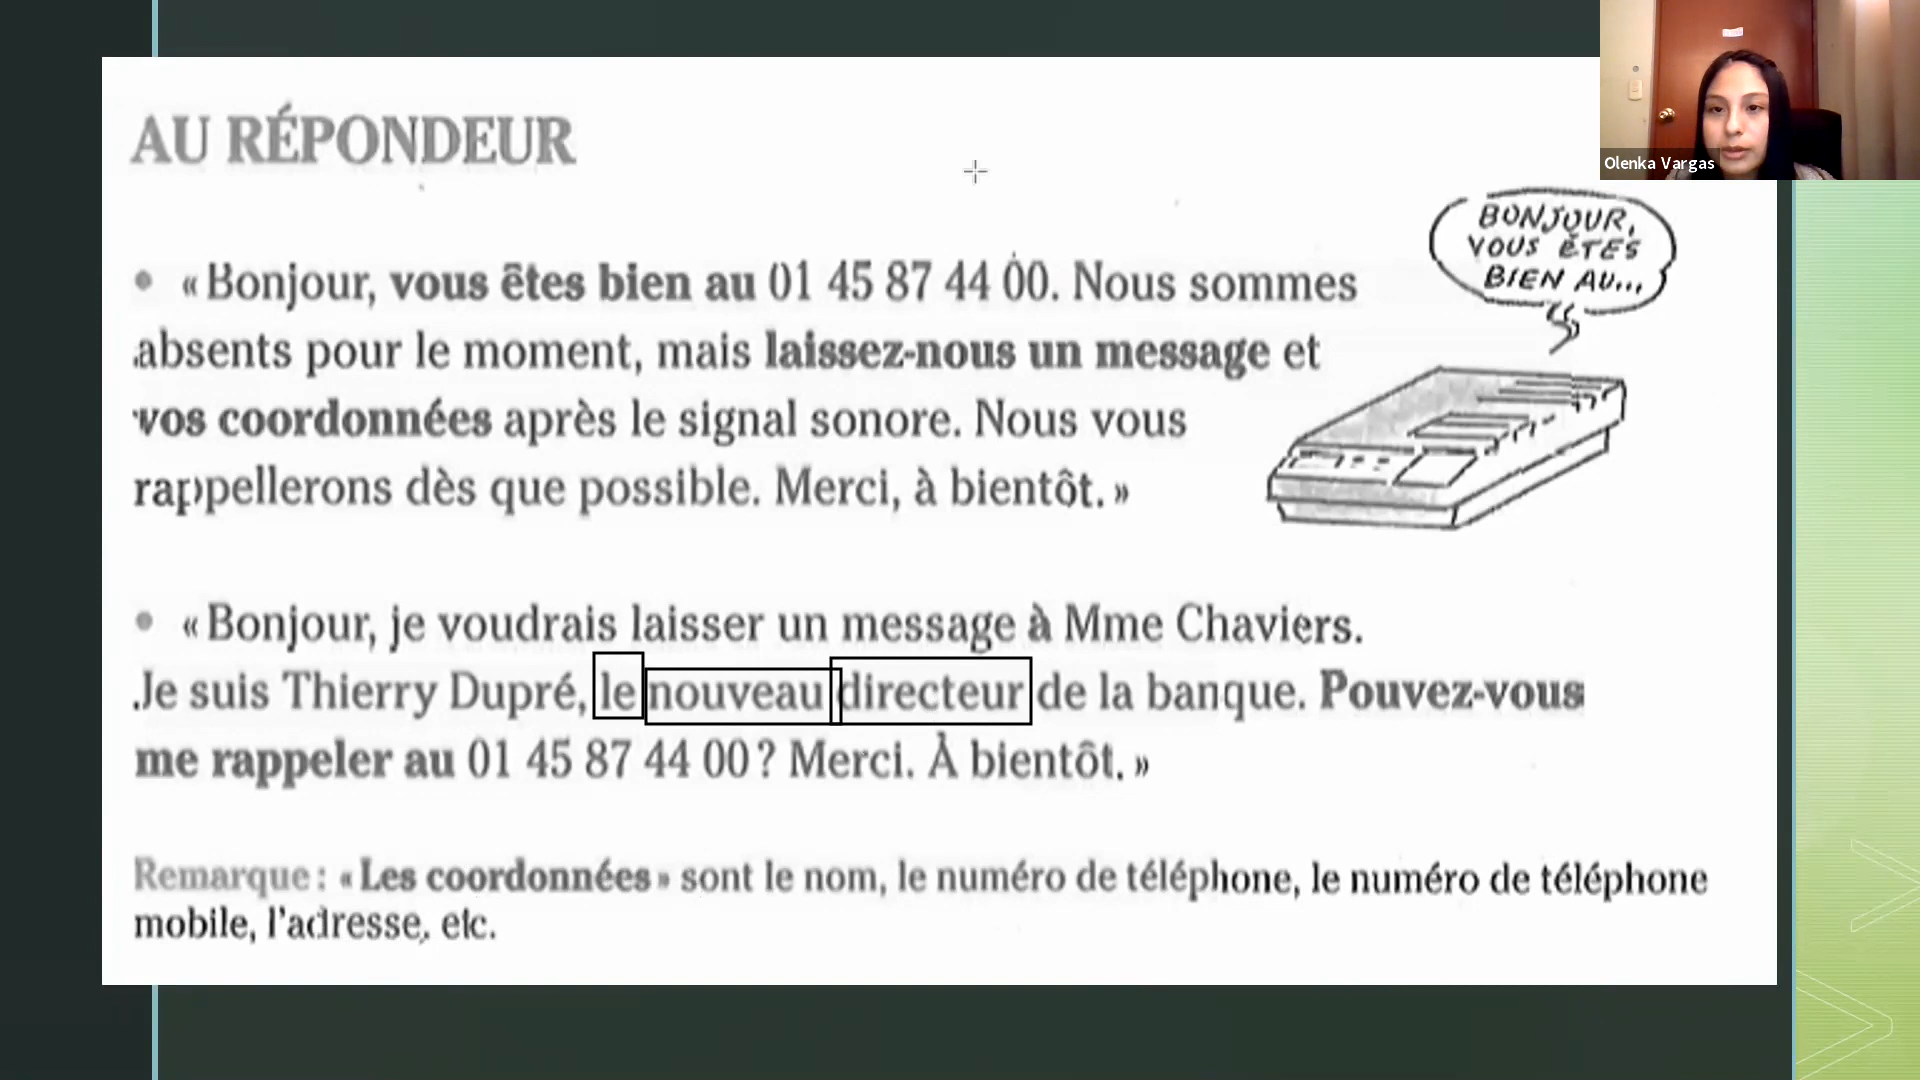 AU RÉPONDEUR
Olenka Vargas
BONJOUR,
VOUS ÊTES
BIEN AU...
• « Bonjour, vous êtes bien au 01 45 87 44 00. Nous sommes
absents pour le moment, mais laissez-nous un message et
vos coordonnées après le signal sonore. Nous vous
rappellerons dès que possible. Merci, à bientôt. »
• « Bonjour, je voudrais laisser un message à Mme Chaviers.
Je suis Thierry Dupré, le nouveau directeur de la banque. Pouvez-vous
me rappeler au 01 45 87 44 00 ? Merci. À bientôt. »
Remarque : « Les coordonnées » sont le nom, le numéro de téléphone, le numéro de téléphone
mobile, l'adresse, etc.